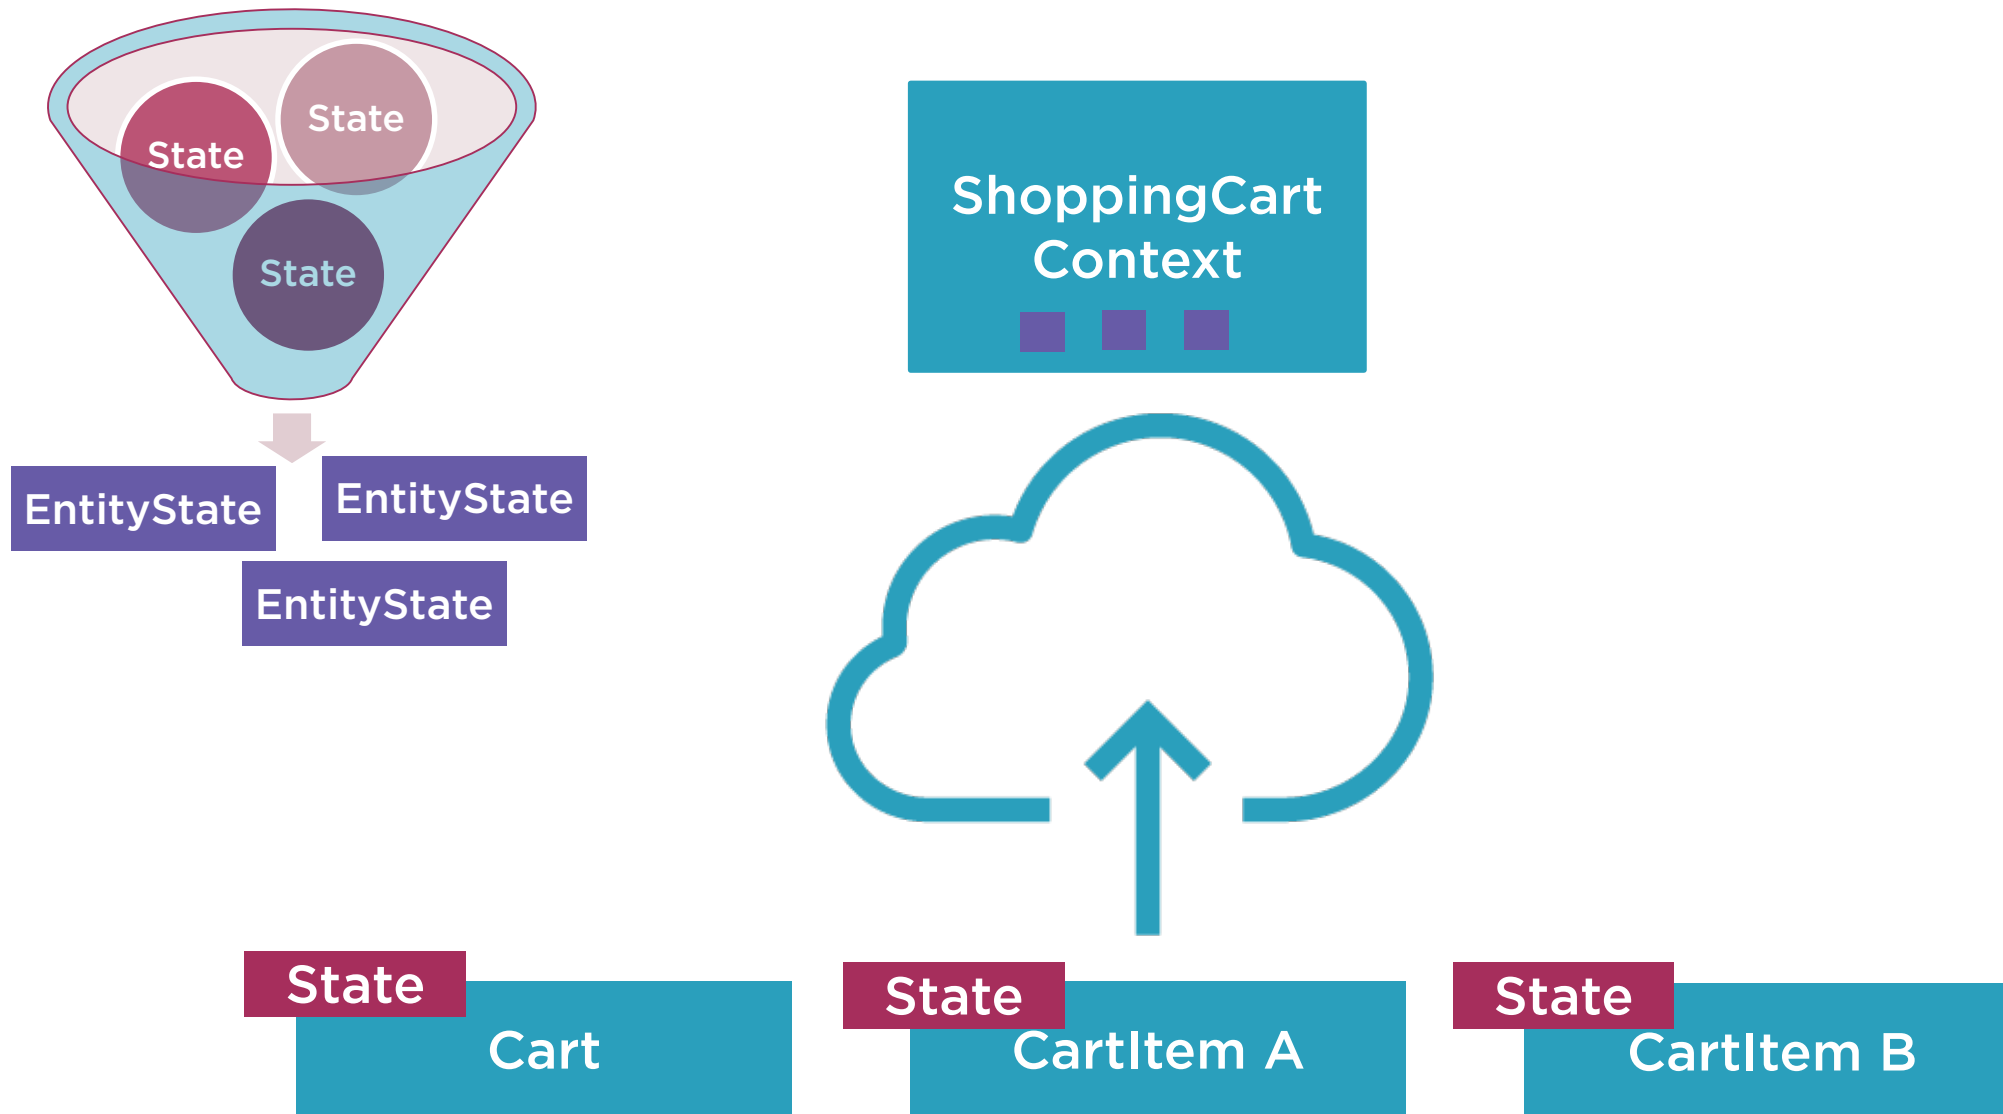 State
State
State
EntityState
EntityState
EntityState
ShoppingCart
Context
State
Cart
State
CartItem A
State
CartItem B